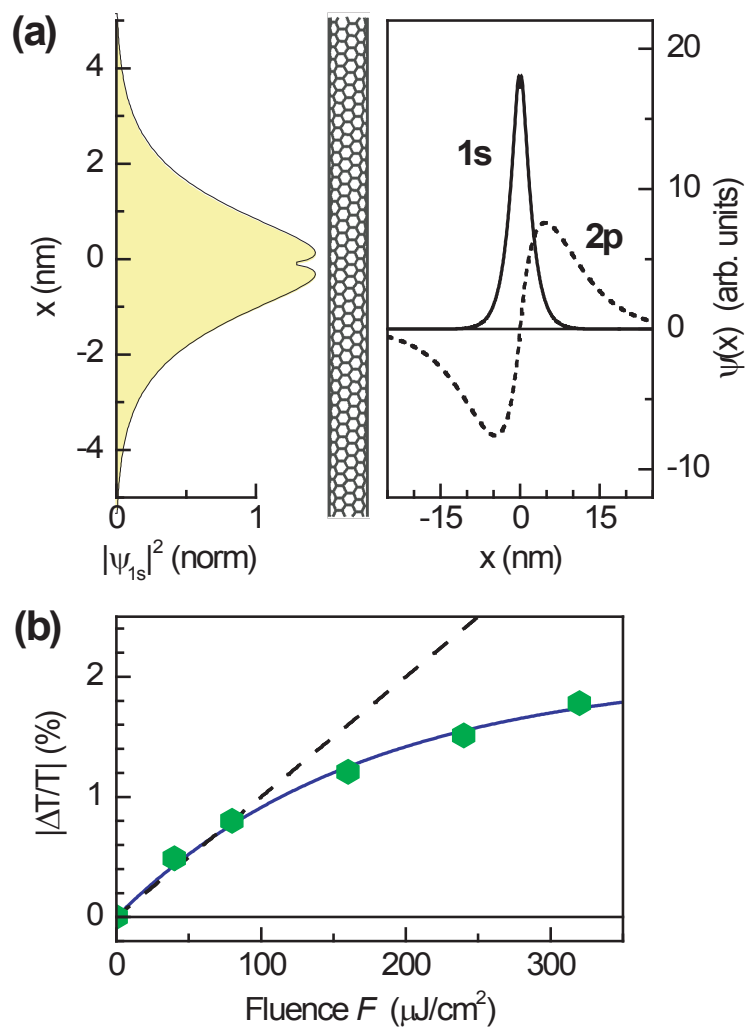 (a)
4
2
0
-2
-4
x (nm)
0
1
|ψ1s|² (norm)
1s
2p
20
10
0
-10
ψ(x) (arb. units)
-15
0
15
x (nm)
(b)
2
1
0
|ΔT/T| (%)
0
100
200
300
Fluence F (μJ/cm²)